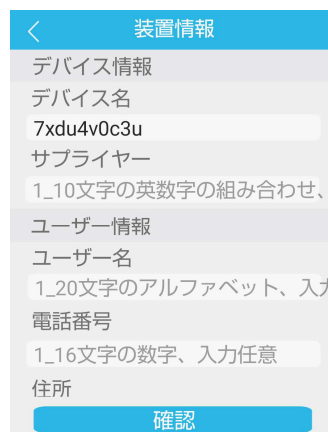 装置情報
デバイス情報
デバイス名
7xdu4v0c3u
サプライヤー
1_10文字の英数字の組み合わせ、
ユーザー情報
ユーザー名
1_20文字のアルファベット、入力
電話番号
1_16文字の数字、入力任意
住所
確認